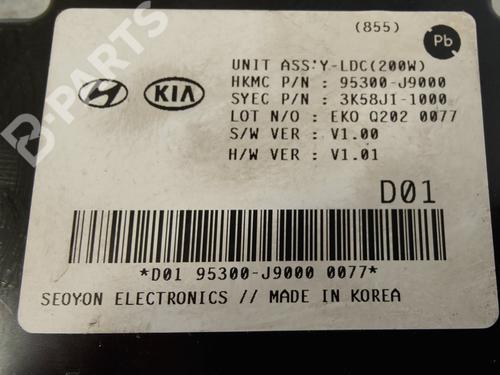 (855)
Pb
UNIT ASS'Y-LDC(200W)
HKMC P/N : 95300-J9000
SYEC P/N : 3K58J1-1000
LOT N/O : EKO Q202 0077
S/W VER : V1.00
H/W VER : V1.01
KIA
D01
*D01 95300-J9000 0077*
SEOYON ELECTRONICS // MADE IN KOREA
B-PARTS